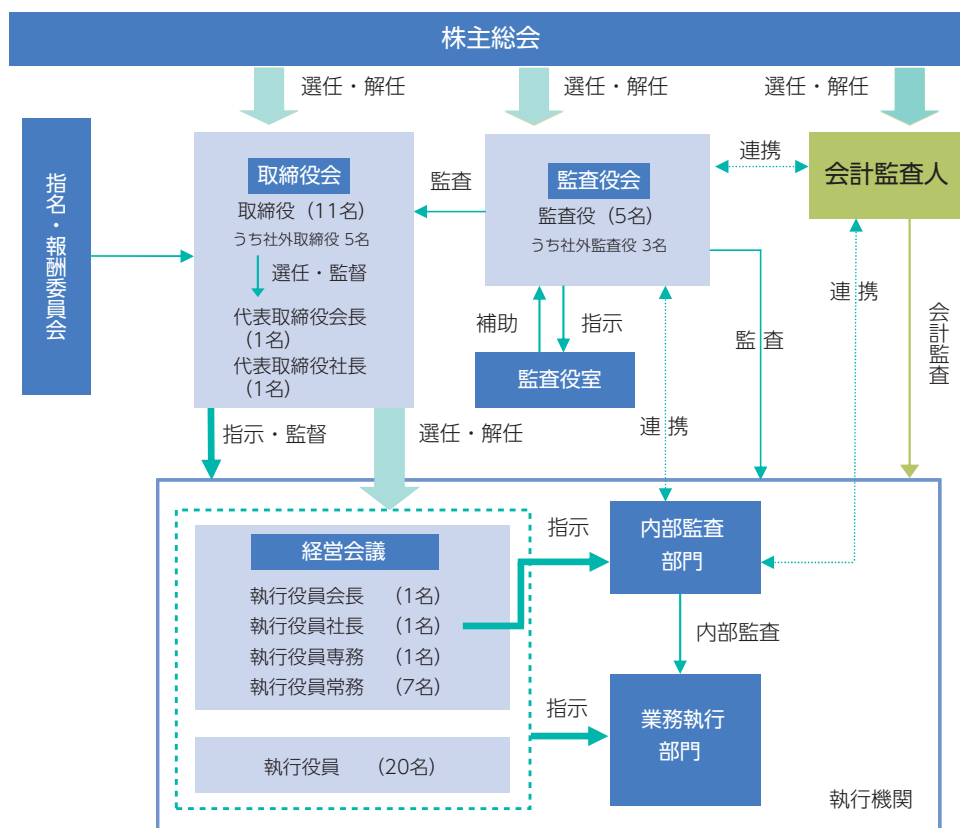 株主総会
選任・解任
選任・解任
選任・解任
指名・報酬委員会
取締役会
取締役（11名）
うち社外取締役 5名
選任・監督
代表取締役会長
（1名）
代表取締役社長
（1名）
監査
監査役会
監査役（5名）
うち社外監査役 3名
連携
会計監査人
補助
指示
監査役室
連 携
監 査
連 携
会計監査
指示・監督
選任・解任
経営会議
執行役員会長 （1名）
執行役員社長 （1名）
執行役員専務 （1名）
執行役員常務 （7名）
執行役員 （20名）
指示
内部監査
部門
内部監査
指示
業務執行
部門
執行機関